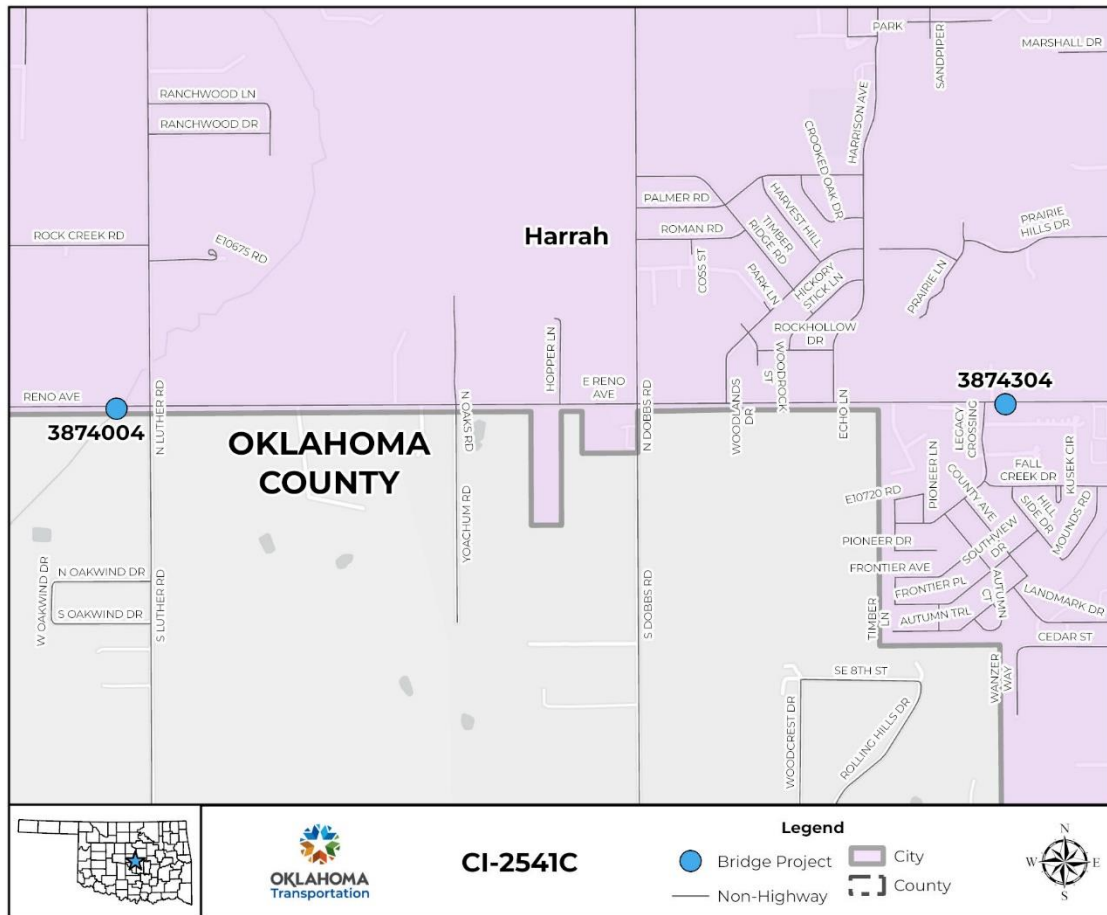 PARK
SANDPIPER
MARSHALL DR
RANCHWOOD LN
RANCHWOOD DR
HARRISON AVE
CROOKED OAK DR
PALMER RD
HARVEST HILL
TIMBER
RIDGE RD
ROCK CREEK RD
E10675 RD
Harrah
ROMAN RD
COSS ST
PARK LN
HICKORY
STICK LN
PRAIRIE
HILLS DR
PRAIRIE LN
ROCKHOLLOW
DR
HOPPER LN
E RENO
AVE
WOODLANDS
DR
WOODROCK
ST
ECHO LN
3874304
RENO AVE
3874004
N LUTHER RD
OKLAHOMA
COUNTY
N OAKS RD
N DOBBS RD
LEGACY
CROSSING
PIONEER LN
FALL
CREEK DR
KUSEK CIR
E10720 RD
COUNTY AVE
HILL
SIDE DR
MOUNDS RD
YOACHUM RD
PIONEER DR
SOUTHVIEW
DR
FRONTIER AVE
W OAKWIND DR
N OAKWIND DR
S OAKWIND DR
S LUTHER RD
S DOBBS RD
FRONTIER PL
AUTUMN
CT
LANDMARK DR
TIMBER
LN
AUTUMN TRL
CEDAR ST
WANZER
WAY
SE 8TH ST
WOODCREST DR
ROLLING HILLS DR
OKLAHOMA
Transportation
CI-2541C
Legend
Bridge Project
City
Non-Highway
County
N
W
E
S